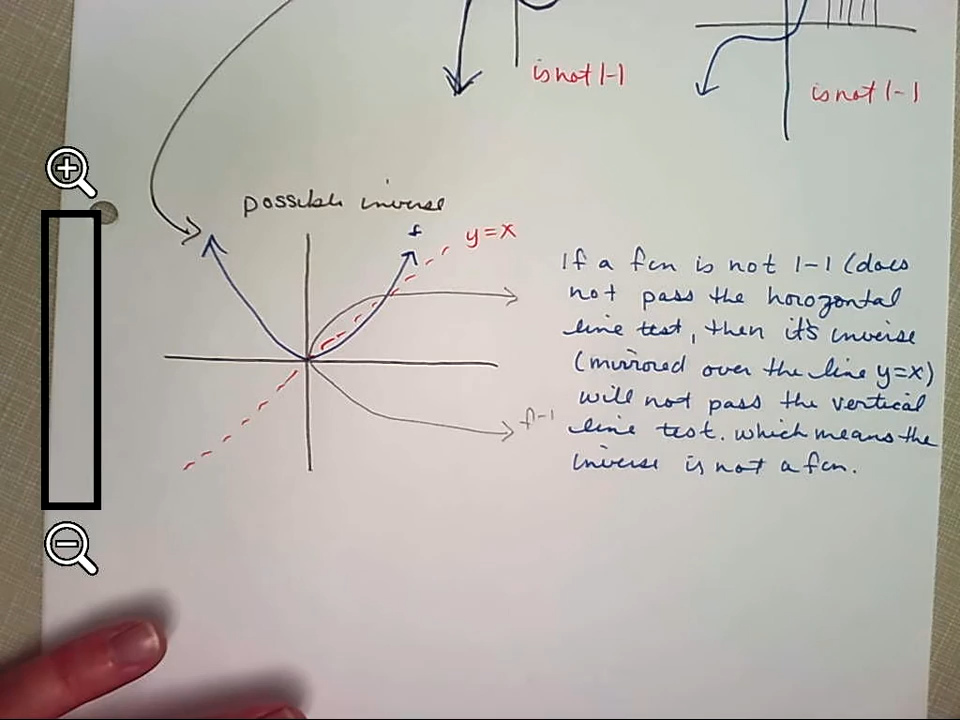 is not 1-1
is not 1-1
possible inverse
f
y=x
If a fcn is not 1-1 (does
not pass the horozontal
line test, then it's inverse
(mirrored over the line y=x)
will not pass the vertical
line test. which means the
inverse is not a fcn.
f-1